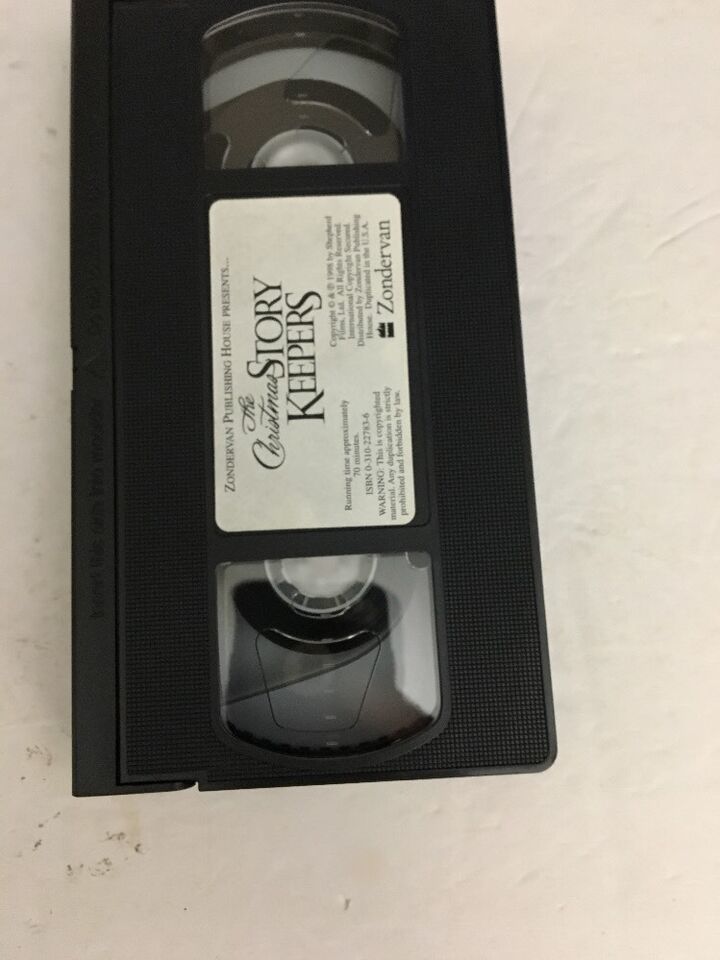 ZONDERVAN PUBLISHING HOUSE PRESENTS...
The
Christmas STORY
KEEPERS
Running time approximately
70 minutes.
ISBN 0-310-22783-6
WARNING: This is copyrighted
material. Any duplication is strictly
prohibited and forbidden by law.
Copyright © & ℗ 1998 by Shepherd
Films, Ltd. All Rights Reserved.
International Copyright Secured.
Distributed by Zondervan Publishing
House. Duplicated in the U.S.A.
Zondervan